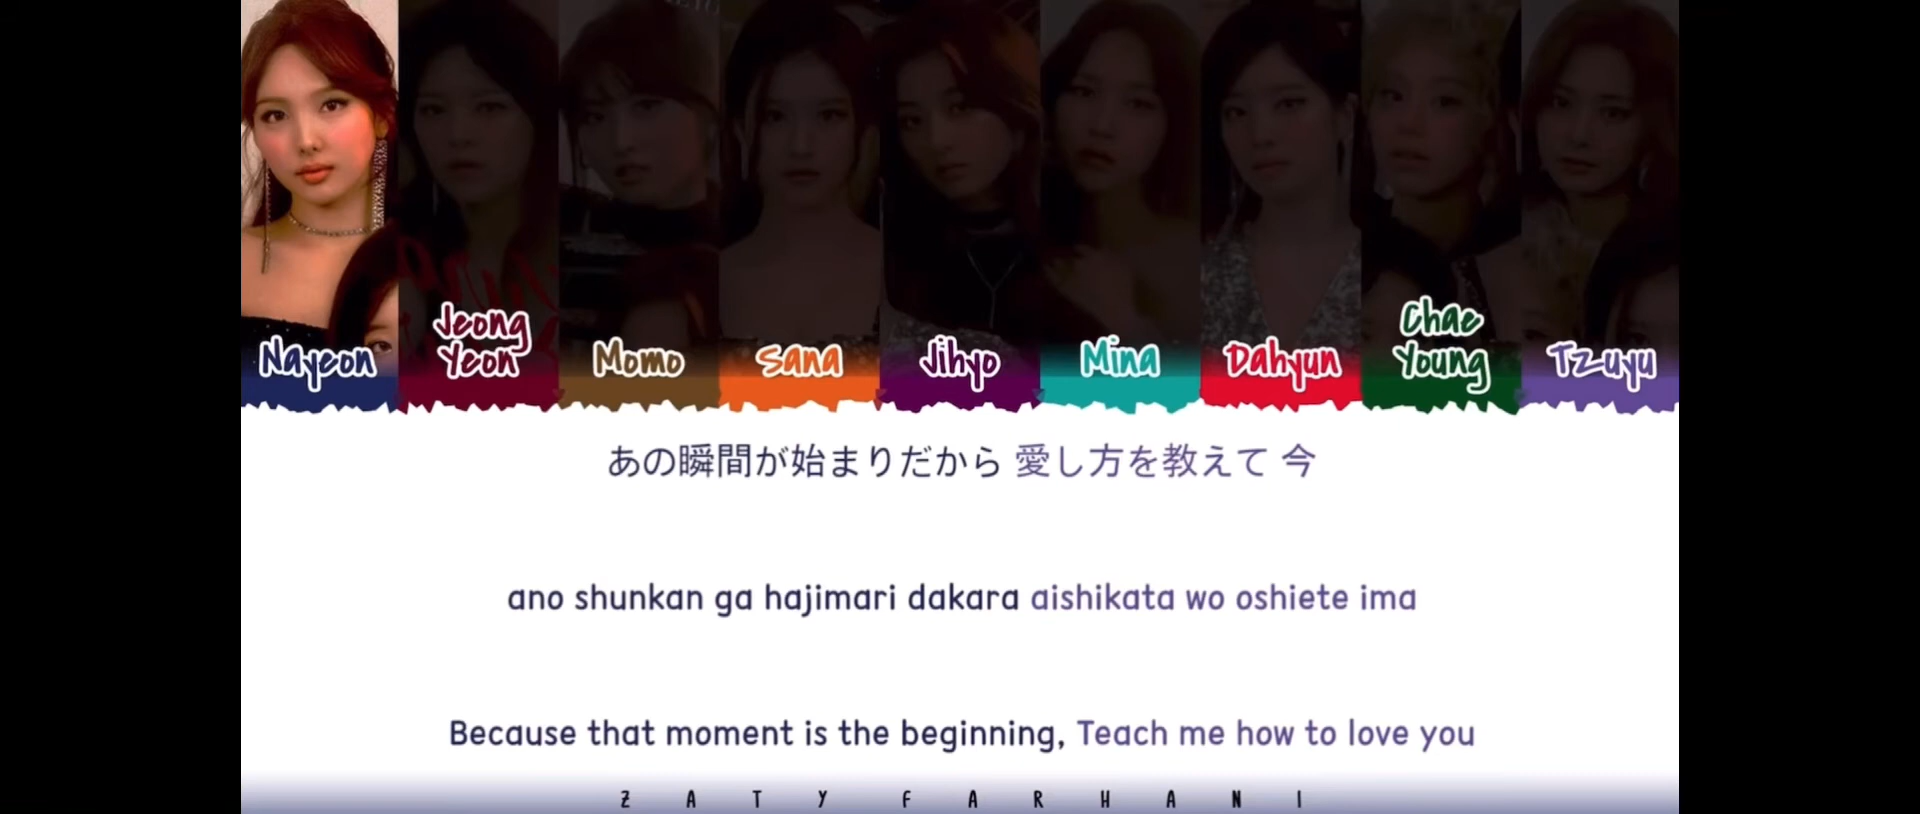 Nayeon
Jeong
Yeon
Momo
Sana
Jihyo
Mina
Dahyun
Chae
Young
Tzuyu
あの瞬間が始まりだから 愛し方を教えて 今
ano shunkan ga hajimari dakara aishikata wo oshiete ima
Because that moment is the beginning, Teach me how to love you
ZATY FARHANI